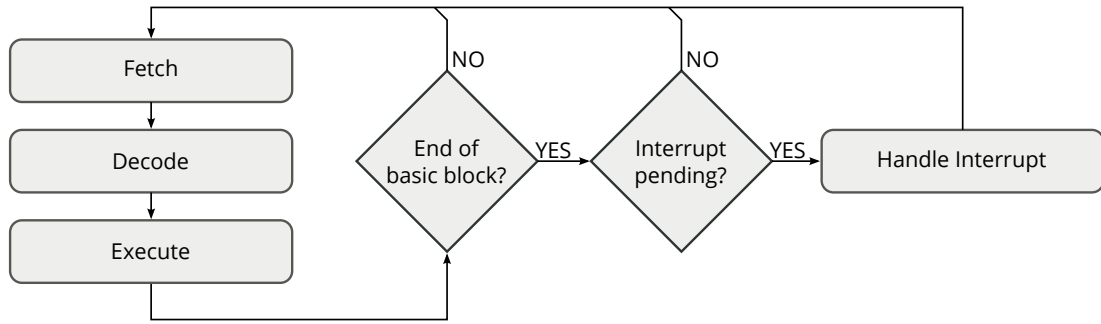 Fetch
Decode
Execute
NO
End of
basic block?
YES
NO
Interrupt
pending?
YES
Handle Interrupt